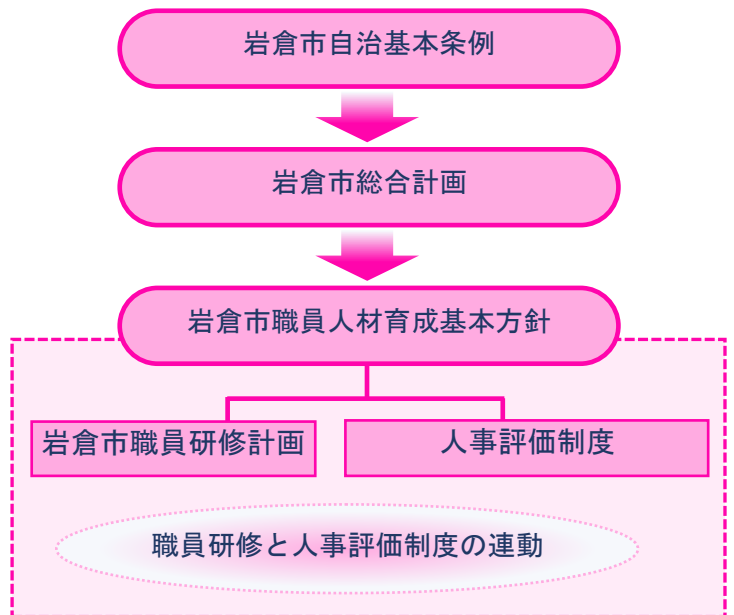 岩倉市自治基本条例
岩倉市総合計画
岩倉市職員人材育成基本方針
岩倉市職員研修計画
人事評価制度
職員研修と人事評価制度の連動